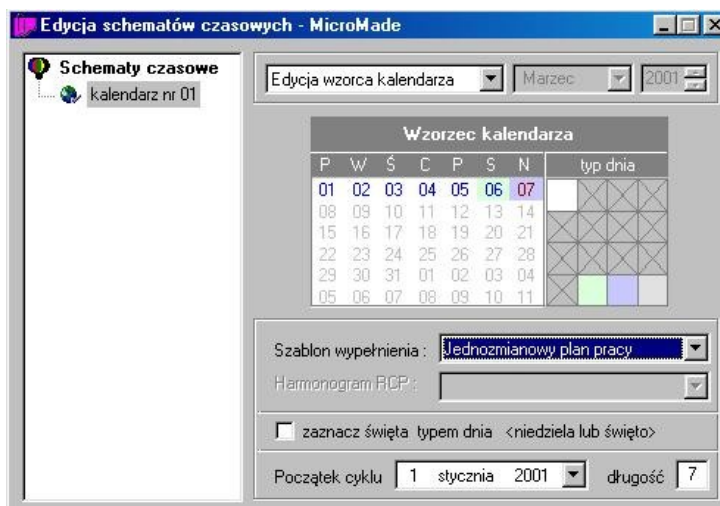 Edycja schematów czasowych - MicroMade
Schematy czasowe
kalendarz nr 01
Edycja wzorca kalendarza Marzec 2001
Wzorzec kalendarza
P W Ś C P S N typ dnia
01 02 03 04 05 06 07
08 09 10 11 12 13 14
15 16 17 18 19 20 21
22 23 24 25 26 27 28
29 30 31 01 02 03 04
05 06 07 08 09 10 11
Szablon wypełnienia : Jednozmianowy plan pracy
Harmonogram RCP :
zaznacz święta typem dnia <niedziela lub święto>
Początek cyklu 1 stycznia 2001 długość 7